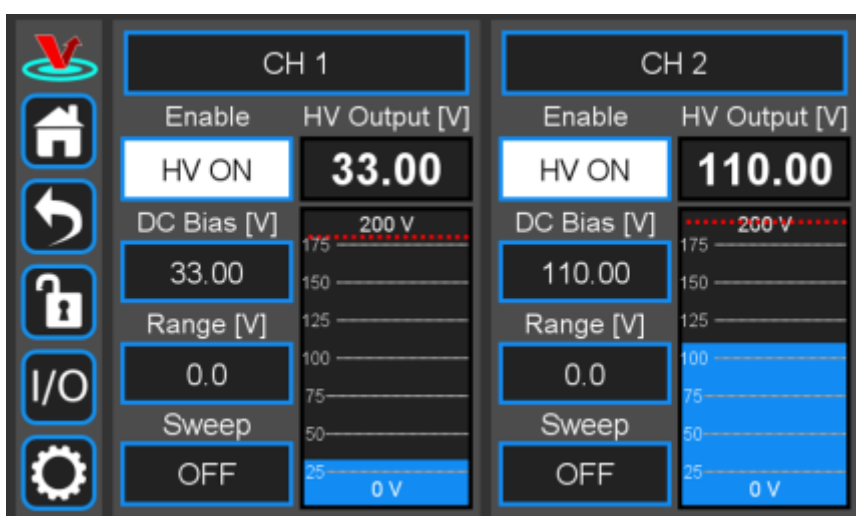 CH 1
Enable HV Output [V]
HV ON 33.00
DC Bias [V]
33.00
Range [V]
0.0
Sweep
OFF
200 V
175
150
125
100
75
50
25
0 V
CH 2
Enable HV Output [V]
HV ON 110.00
DC Bias [V]
110.00
Range [V]
0.0
Sweep
OFF
200 V
175
150
125
100
75
50
25
0 V
I/O